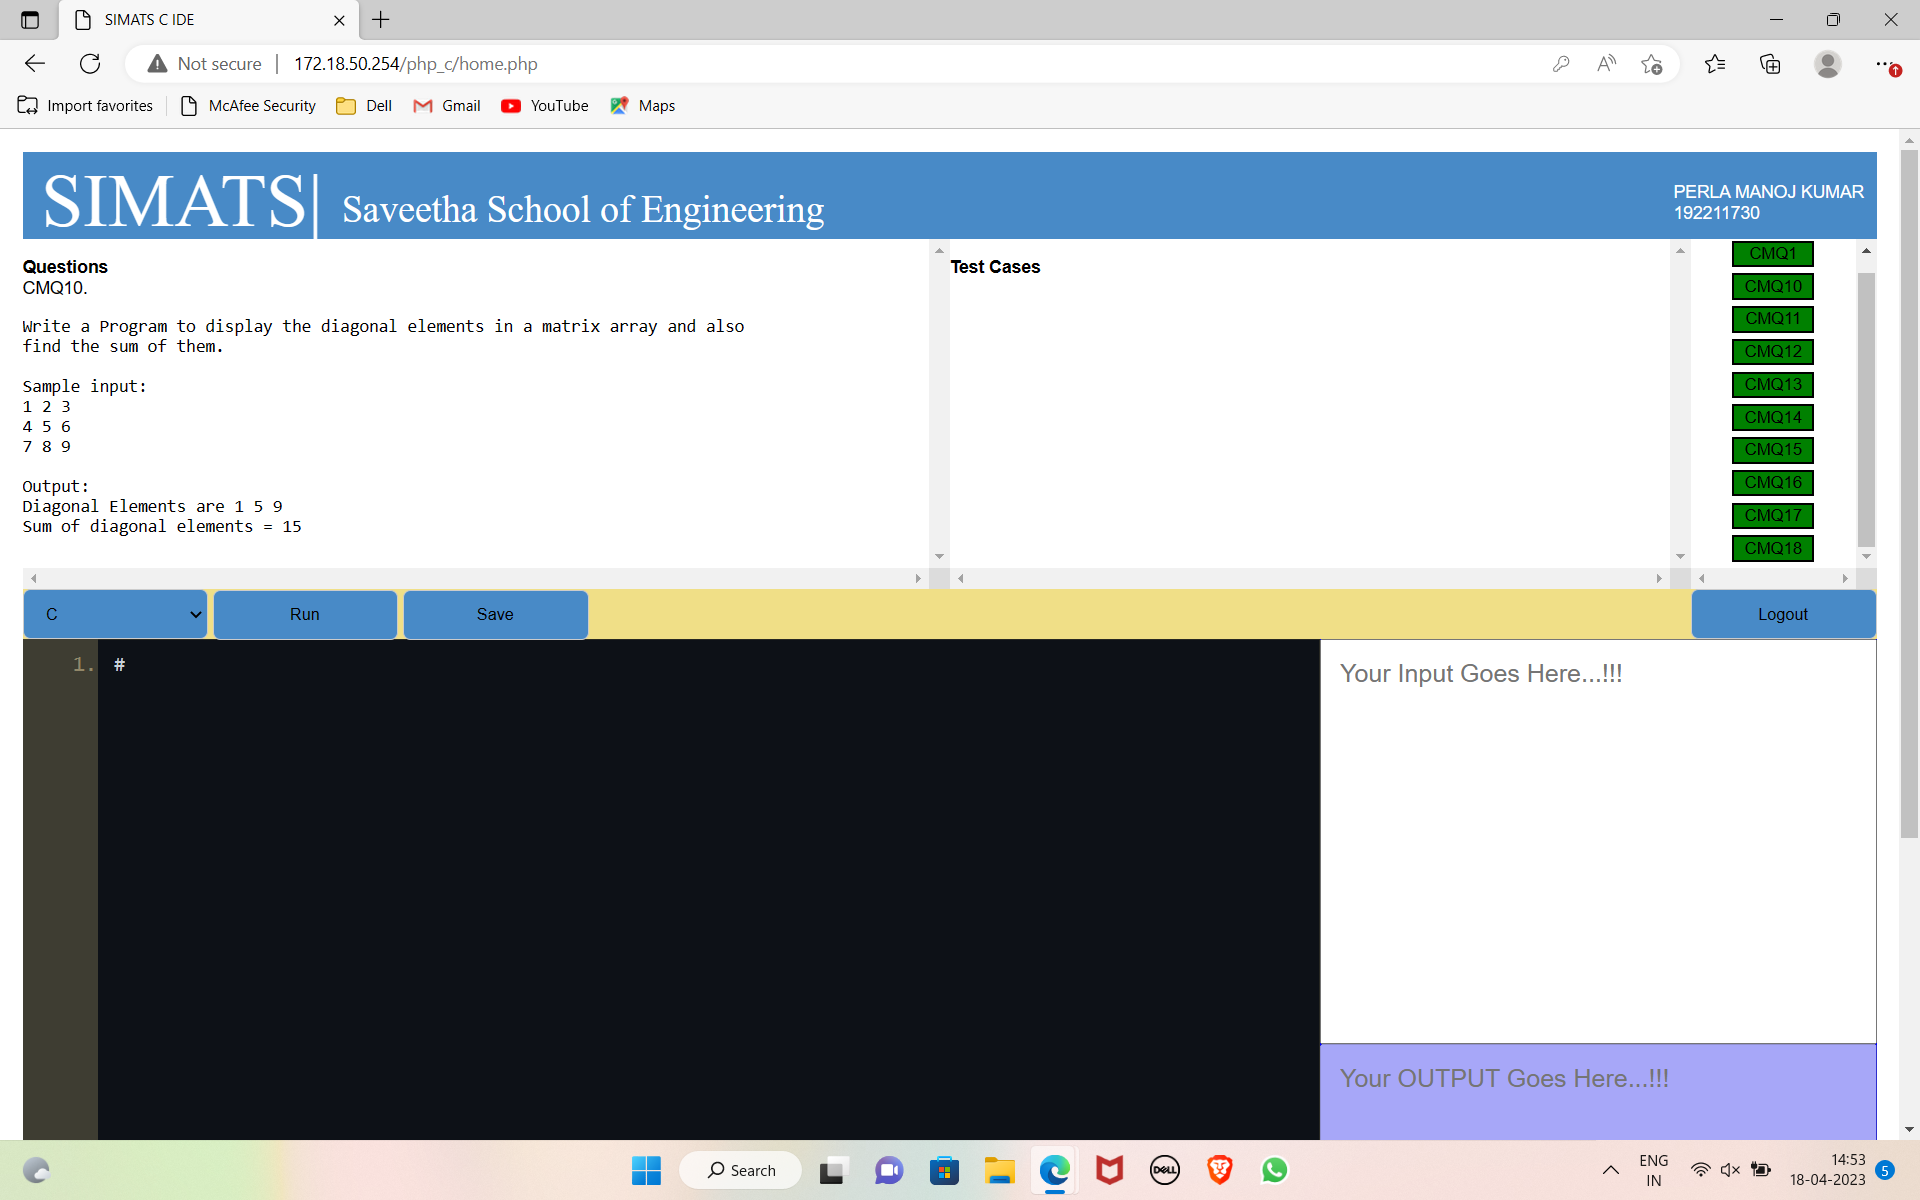 SIMATS C IDE
Not secure
172.18.50.254/php_c/home.php
Import favorites
McAfee Security
Dell
Gmail
YouTube
Maps
SIMATS| Saveetha School of Engineering
PERLA MANOJ KUMAR
192211730
Questions
CMQ10.
Write a Program to display the diagonal elements in a matrix array and also
find the sum of them.
Sample input:
1 2 3
4 5 6
7 8 9
Output:
Diagonal Elements are 1 5 9
Sum of diagonal elements = 15
Test Cases
CMQ1
CMQ10
CMQ11
CMQ12
CMQ13
CMQ14
CMQ15
CMQ16
CMQ17
CMQ18
C
Run
Save
Logout
1. #
Your Input Goes Here...!!!
Your OUTPUT Goes Here...!!!
Search
DELL
ENG
IN
14:53
18-04-2023
5